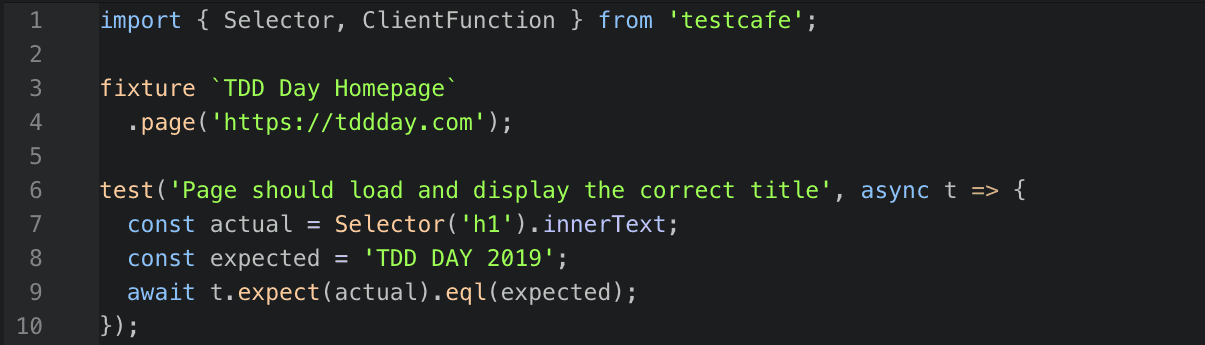 1 import { Selector, ClientFunction } from 'testcafe';
2
3 fixture `TDD Day Homepage`
4   .page('https://tddday.com');
5
6 test('Page should load and display the correct title', async t => {
7   const actual = Selector('h1').innerText;
8   const expected = 'TDD DAY 2019';
9   await t.expect(actual).eql(expected);
10 });